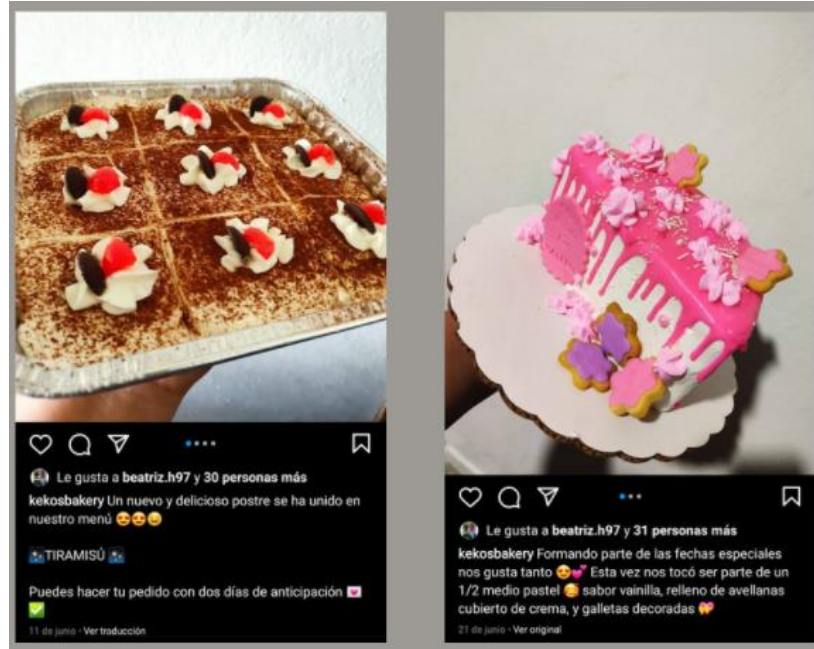 Le gusta a beatriz.h97 y 30 personas más
kekosbakery Un nuevo y delicioso postre se ha unido en
nuestro menú 😍😍😄
🌃TIRAMISÚ🌃
Puedes hacer tu pedido con dos días de anticipación 💌
✅
11 de junio · Ver traducción
Le gusta a beatriz.h97 y 31 personas más
kekosbakery Formando parte de las fechas especiales
nos gusta tanto 😍💕 Esta vez nos tocó ser parte de un
1/2 medio pastel 🥰 sabor vainilla, relleno de avellanas
cubierto de crema, y galletas decoradas 💝
21 de junio · Ver original